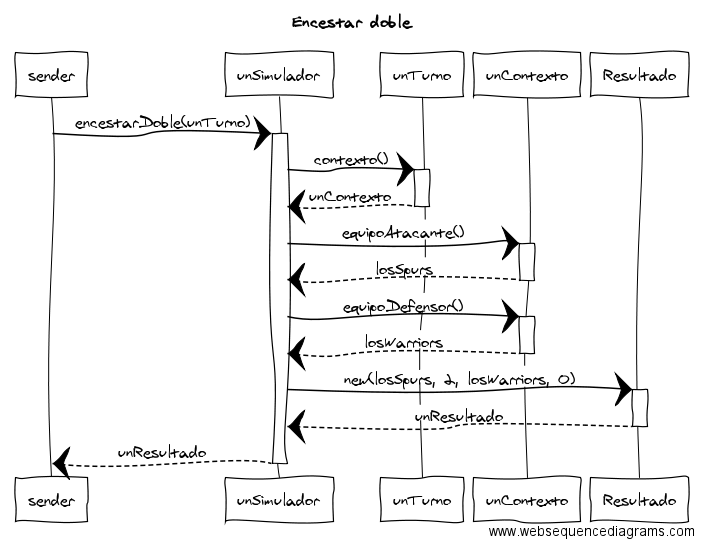 Encestar doble
sender unSimulador unTurno unContexto Resultado
encestarDoble(unTurno)
contexto()
unContexto
equipoAtacante()
losSpurs
equipoDefensor()
losWarriors
new(losSpurs, 2, losWarriors, 0)
unResultado
unResultado
sender unSimulador unTurno unContexto Resultado
www.websequencediagrams.com